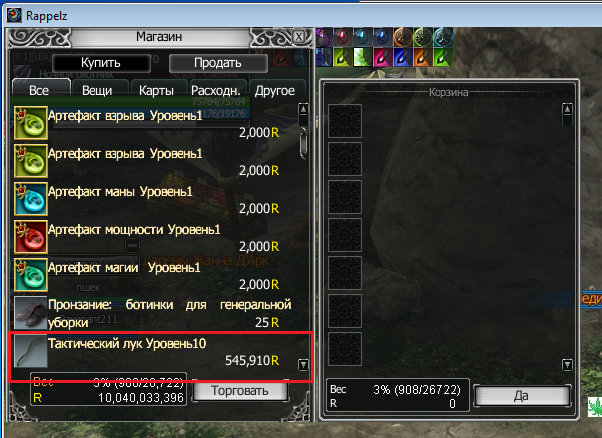 Rappelz
Магазин
Купить
Продать
Все
Вещи
Карты
Расходн.
Другое
Артефакт взрыва Уровень1
2,000R
Артефакт взрыва Уровень1
2,000R
Артефакт маны Уровень1
2,000R
Артефакт мощности Уровень1
2,000R
Артефакт магии Уровень1
2,000R
Пронзание: ботинки для генеральной
уборки
25R
Тактический лук Уровень10
545,910R
Вес 3% (908/26,722)
R 10,040,033,396
Торговать
Корзина
Вес 3% (908/26722)
R 0
Да